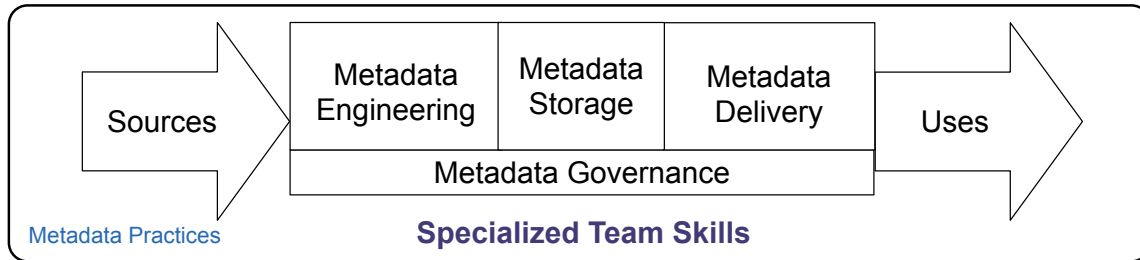 Sources
Metadata
Engineering
Metadata
Storage
Metadata
Delivery
Uses
Metadata Governance
Metadata Practices
Specialized Team Skills